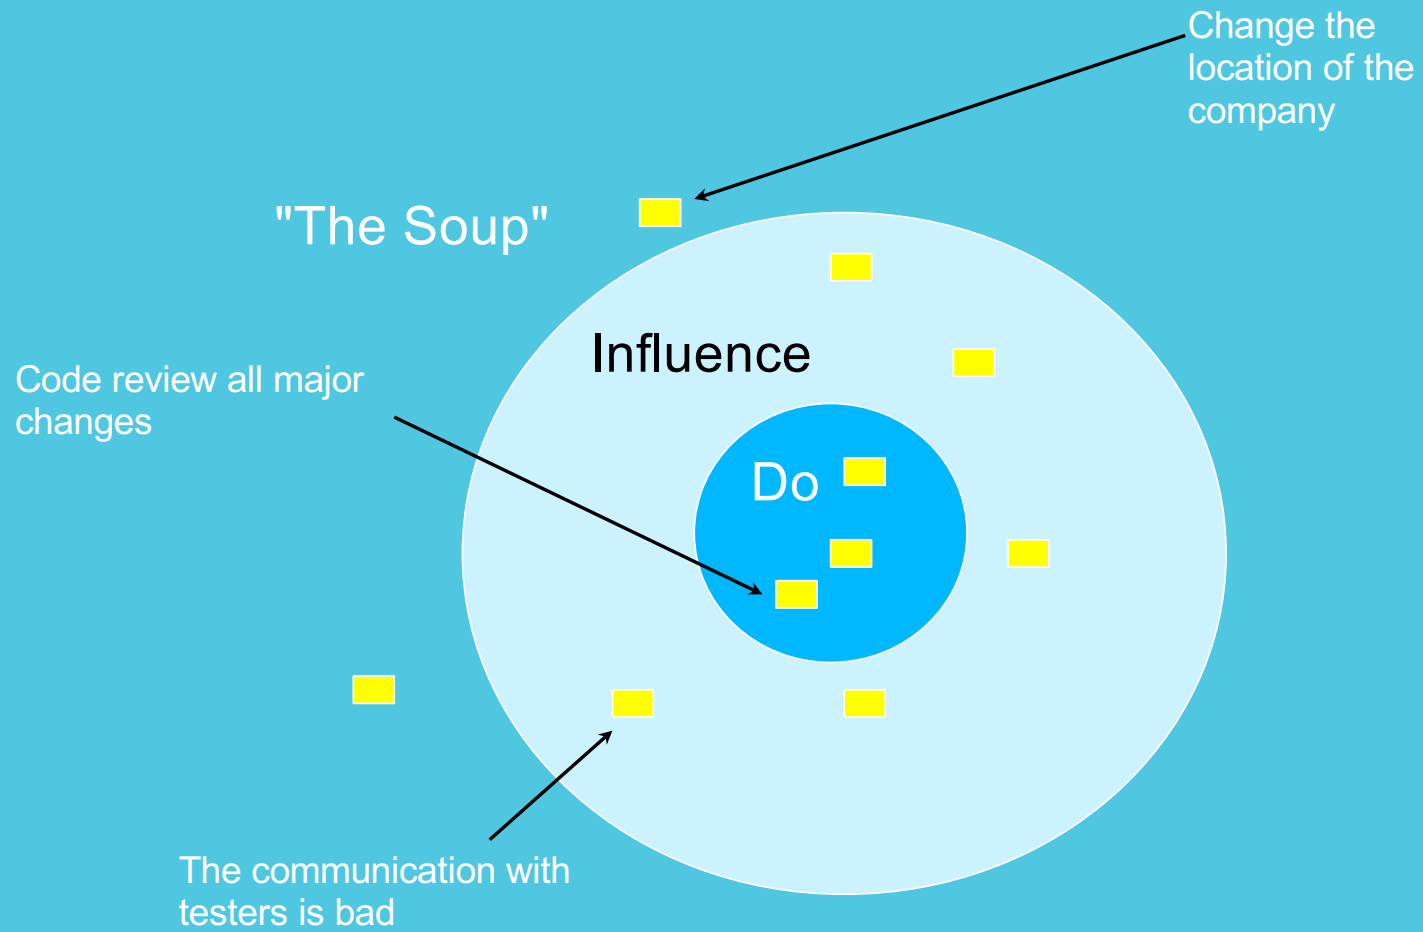 Change the
location of the
company
"The Soup"
Influence
Code review all major
changes
Do
The communication with
testers is bad